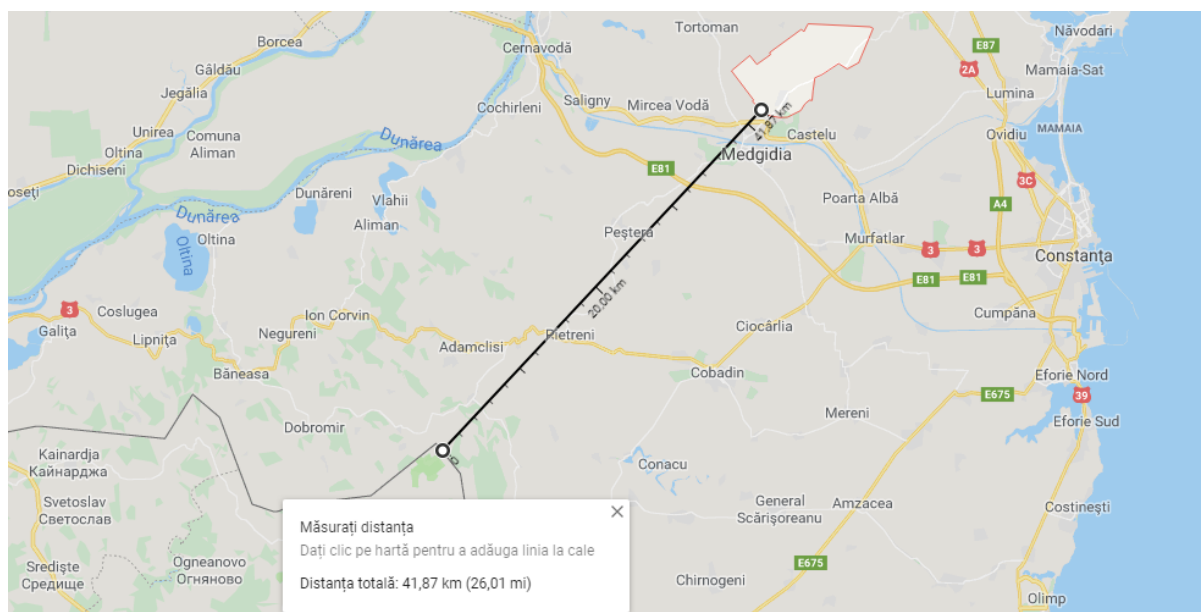 Tortoman
Năvodari
Borcea
Cernavodă
E87
Gâldău
2A
Mamaia-Sat
Jegălia
Cochirleni
Saligny
Mircea Vodă
41,87 km
Lumina
Unirea
Comuna
Aliman
Dunărea
Castelu
Ovidiu
MAMAIA
Oltina
Medgidia
Dichiseni
E81
3C
oseți
Dunăreni
Vlahii
Poarta Albă
A4
Dunărea
Aliman
Oltina
Oltina
Peștera
Murfatlar
3
3
Constanța
E81
E81
20,00 km
3
Coslugea
Ion Corvin
Cumpăna
Galița
Lipnița
Negureni
Pietreni
Ciocârlia
Adamclisi
Băneasa
Cobadin
Eforie Nord
E675
39
Mereni
Dobromir
Eforie Sud
Kainardja
Кайнарджа
0
Conacu
Svetoslav
Светослав
General
Scărișoreanu
Amzacea
Costinești
Măsurați distanța
Dați clic pe hartă pentru a adăuga linia la cale
Središte
Средище
Ogneanovo
Огняново
E675
Distanța totală: 41,87 km (26,01 mi)
Chirnogeni
Olimp